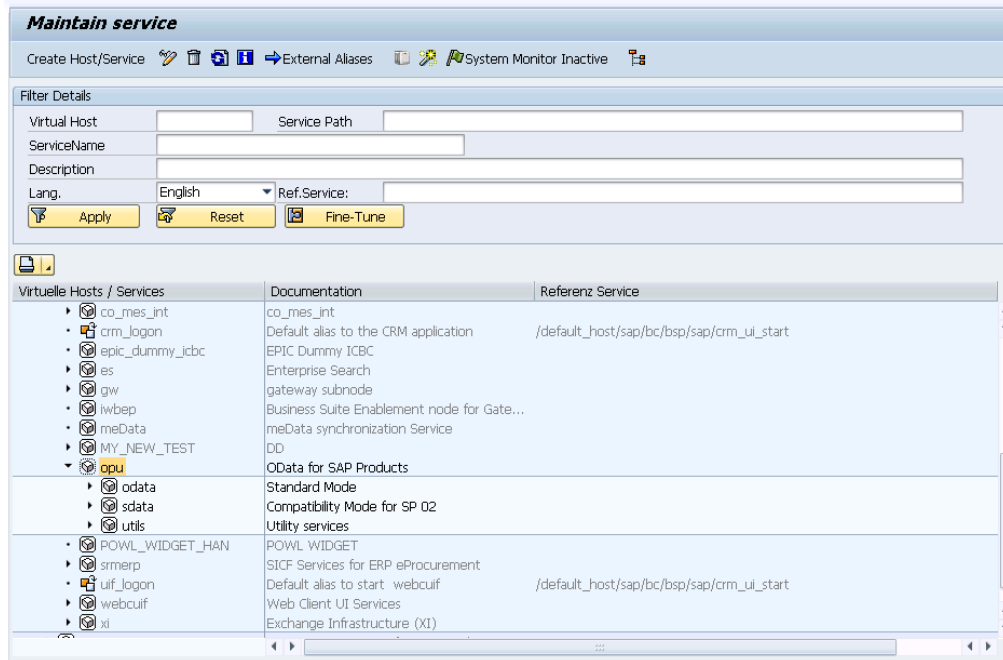 Maintain service
Create Host/Service External Aliases System Monitor Inactive
Filter Details
Virtual Host Service Path
ServiceName
Description
Lang. English Ref.Service:
Apply Reset Fine-Tune
Virtuelle Hosts / Services Documentation Referenz Service
co_mes_int co_mes_int
crm_logon Default alias to the CRM application /default_host/sap/bc/bsp/sap/crm_ui_start
epic_dummy_icbc EPIC Dummy ICBC
es Enterprise Search
gw gateway subnode
iwbep Business Suite Enablement node for Gate...
meData meData synchronization Service
MY_NEW_TEST DD
opu OData for SAP Products
odata Standard Mode
sdata Compatibility Mode for SP 02
utils Utility services
POWL_WIDGET_HAN POWL WIDGET
srmerp SICF Services for ERP eProcurement
uif_logon Default alias to start webcuif /default_host/sap/bc/bsp/sap/crm_ui_start
webcuif Web Client UI Services
xi Exchange Infrastructure (XI)